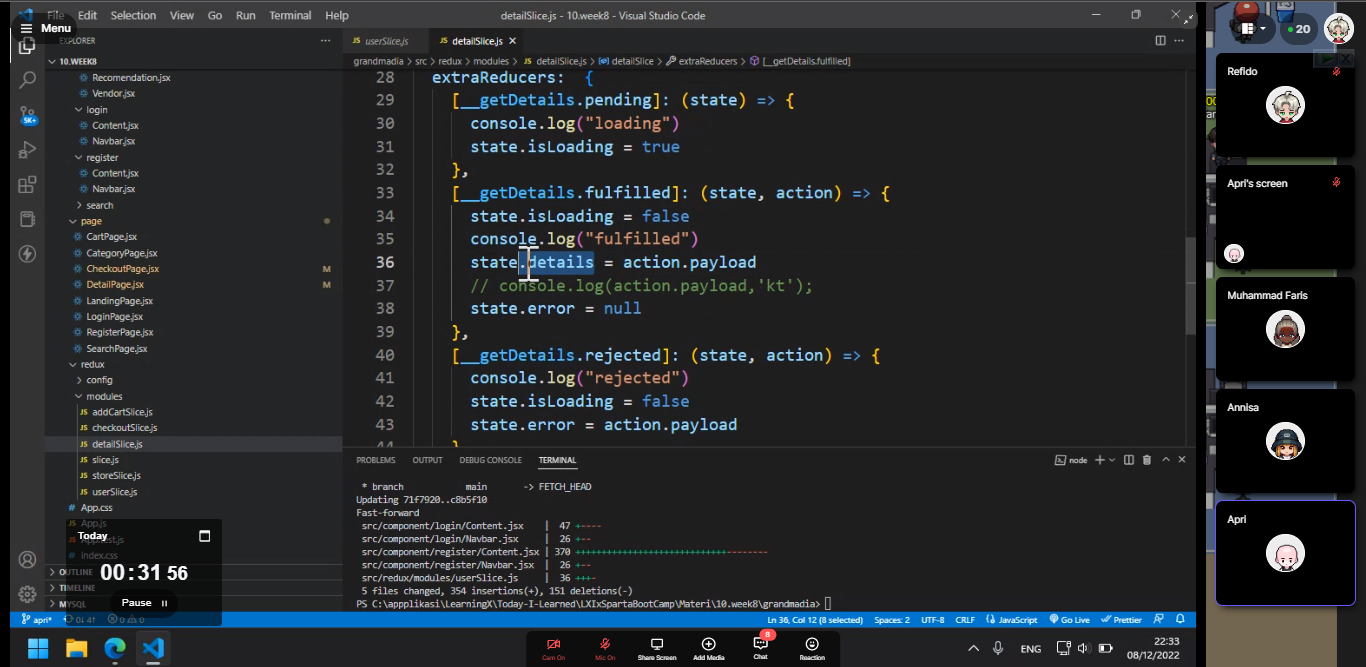 File Edit Selection View Go Run Terminal Help
detailSlice.js - 10.week8 - Visual Studio Code
Menu
EXPLORER
10.WEEK8
Recomendation.jsx
Vendor.jsx
login
Content.jsx
Navbar.jsx
register
Content.jsx
Navbar.jsx
search
page
CartPage.jsx
CategoryPage.jsx
CheckoutPage.jsx M
DetailPage.jsx M
LandingPage.jsx
LoginPage.jsx
RegisterPage.jsx
SearchPage.jsx
redux
config
modules
addCartSlice.js
checkoutSlice.js
detailSlice.js
slice.js
storeSlice.js
userSlice.js
App.css
App.js
index.css
OUTLINE
TIMELINE
MYSQL
5K+
Today
00:31 56
Pause
JS userSlice.js
JS detailSlice.js
grandmadia > src > redux > modules > JS detailSlice.js > detailSlice > extraReducers > [__getDetails.fulfilled]
28 extraReducers: {
29 [__getDetails.pending]: (state) => {
30 console.log("loading")
31 state.isLoading = true
32 },
33 [__getDetails.fulfilled]: (state, action) => {
34 state.isLoading = false
35 console.log("fulfilled")
36 state.details = action.payload
37 // console.log(action.payload,'kt');
38 state.error = null
39 },
40 [__getDetails.rejected]: (state, action) => {
41 console.log("rejected")
42 state.isLoading = false
43 state.error = action.payload
44 }
PROBLEMS OUTPUT DEBUG CONSOLE TERMINAL
node
* branch main -> FETCH_HEAD
Updating 71f7920..c8b5f10
Fast-forward
src/component/login/Content.jsx | 47 +----
src/component/login/Navbar.jsx | 26 +--
src/component/register/Content.jsx | 370 ++++++++++++++++++++++++++++--------
src/component/register/Navbar.jsx | 26 +--
src/redux/modules/userSlice.js | 36 +++-
5 files changed, 354 insertions(+), 151 deletions(-)
PS C:\appplikasi\LearningX\Today-I-Learned\LXIxSpartaBootCamp\Materi\10.week8\grandmadia>
apri*
Ln 36, Col 12 (8 selected) Spaces: 2 UTF-8 CRLF JavaScript Go Live Prettier
Cam On
Mic On
Share Screen
Add Media
8
Chat
Reaction
ENG
22:33
08/12/2022
20
Refido
Apri's screen
Muhammad Faris
Annisa
Apri